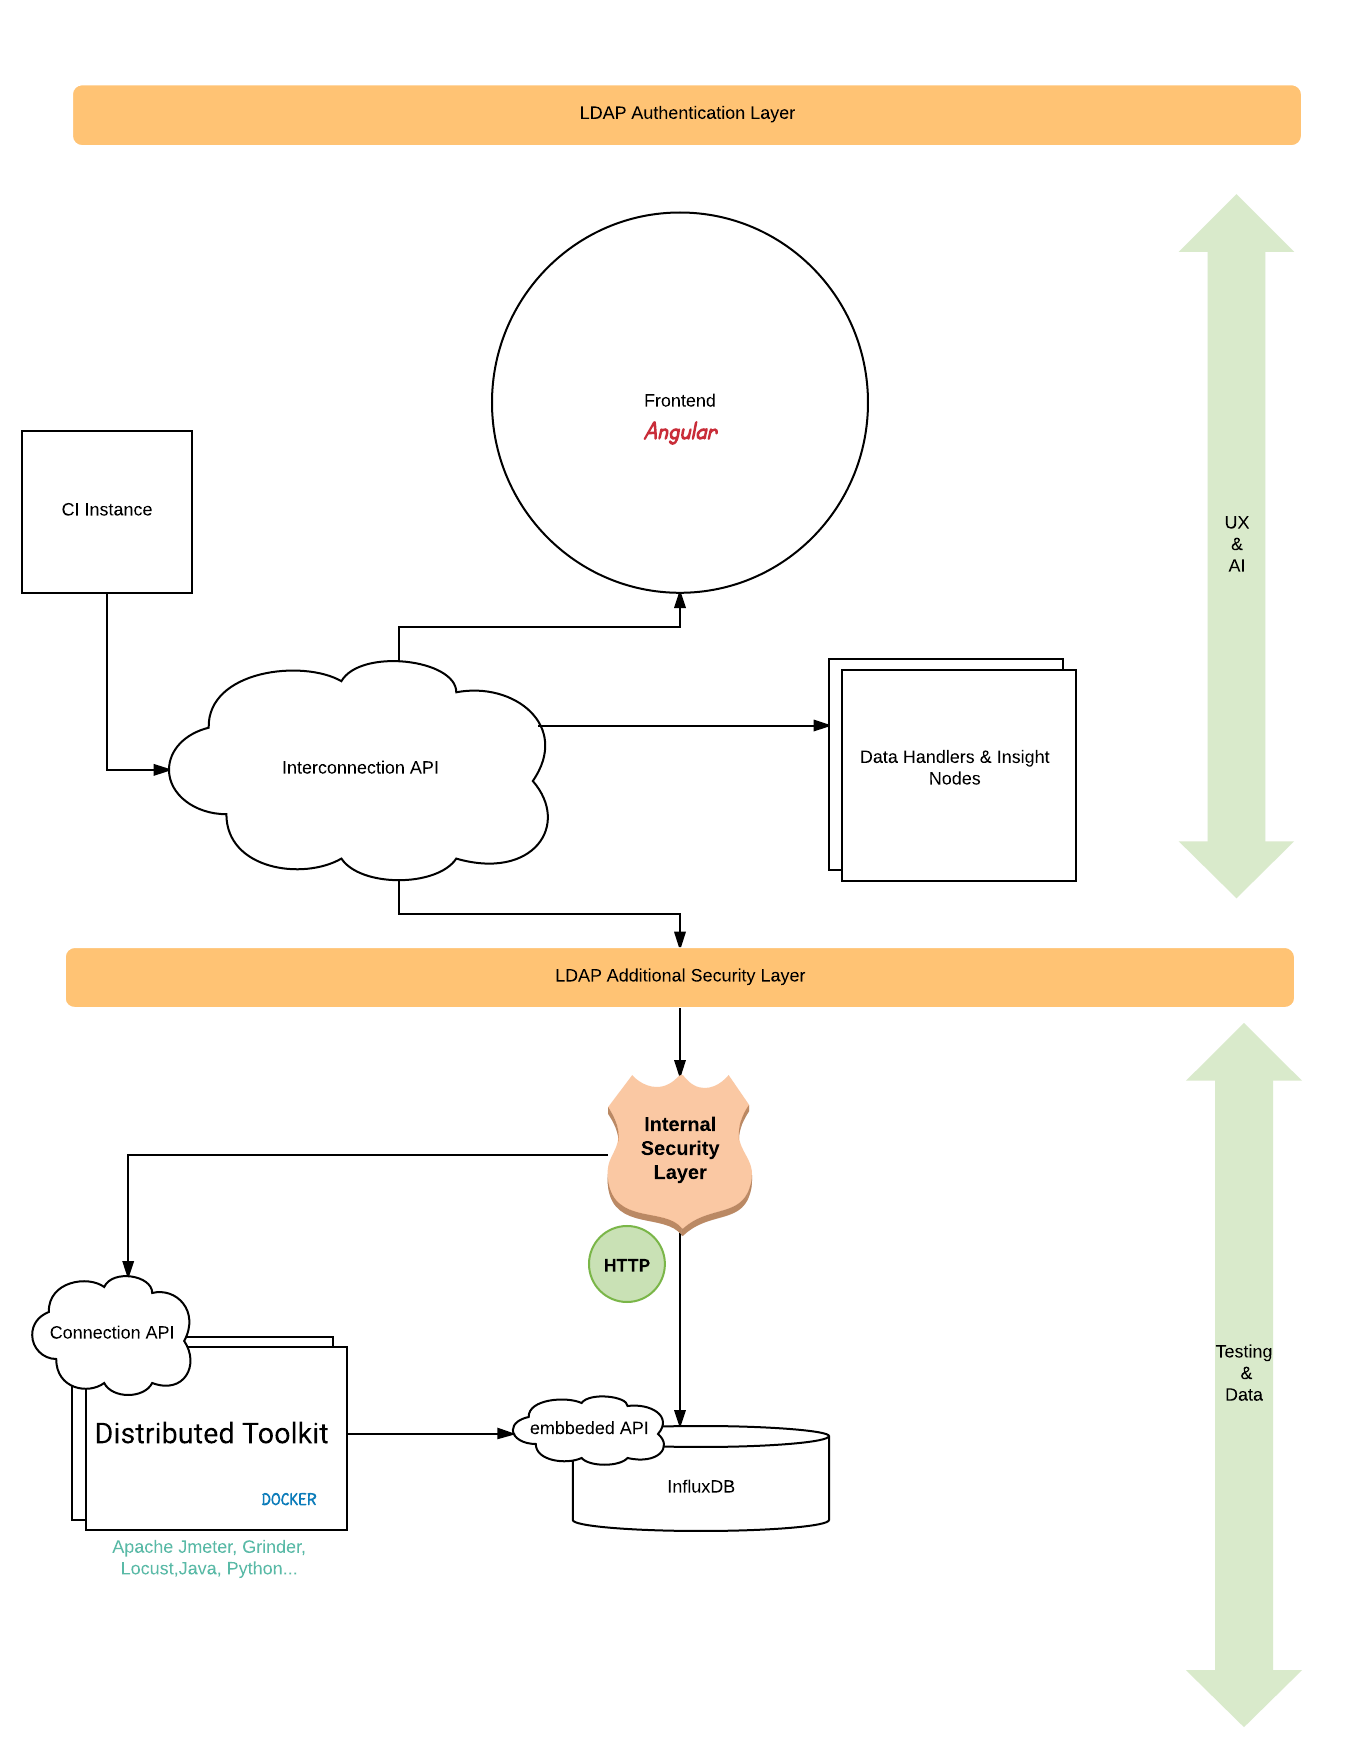 LDAP Authentication Layer
Frontend
Angular
CI Instance
UX
&
AI
Interconnection API
Data Handlers & Insight
Nodes
LDAP Additional Security Layer
Internal
Security
Layer
HTTP
Connection API
Testing
&
Data
Distributed Toolkit
embbeded API
InfluxDB
DOCKER
Apache Jmeter, Grinder,
Locust,Java, Python...